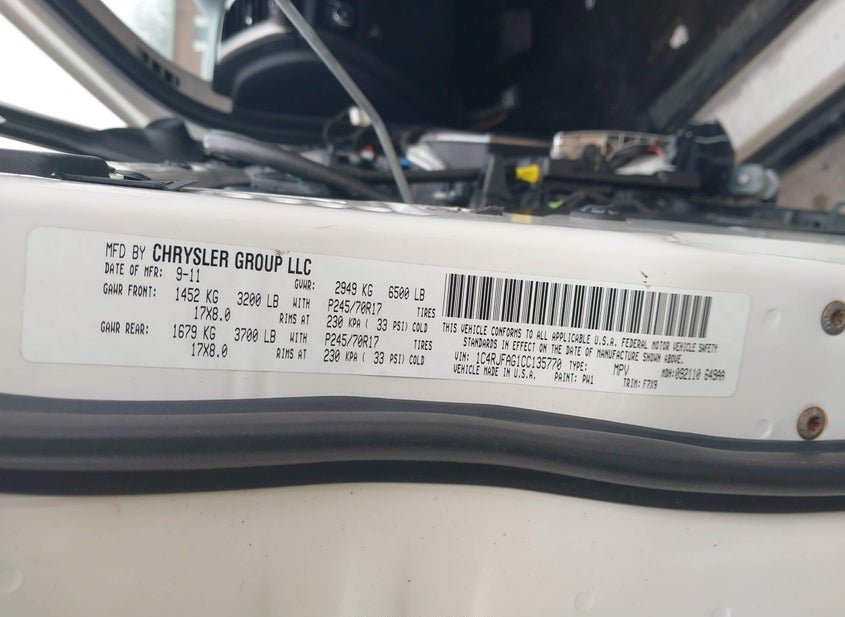 MFD BY CHRYSLER GROUP LLC
DATE OF MFR: 9-11 GVWR: 2949 KG 6500 LB
GAWR FRONT: 1452 KG 3200 LB WITH P245/70R17 TIRES
17X8.0 RIMS AT 230 KPA ( 33 PSI) COLD
GAWR REAR: 1679 KG 3700 LB WITH P245/70R17 TIRES
17X8.0 RIMS AT 230 KPA ( 33 PSI) COLD
THIS VEHICLE CONFORMS TO ALL APPLICABLE U.S.A. FEDERAL MOTOR VEHICLE SAFETY
STANDARDS IN EFFECT ON THE DATE OF MANUFACTURE SHOWN ABOVE.
VIN: 1C4RJFAG1CC135770 TYPE: MPV MDH:092110 649AA
VEHICLE MADE IN U.S.A. PAINT: PW1 TRIM: F7X9